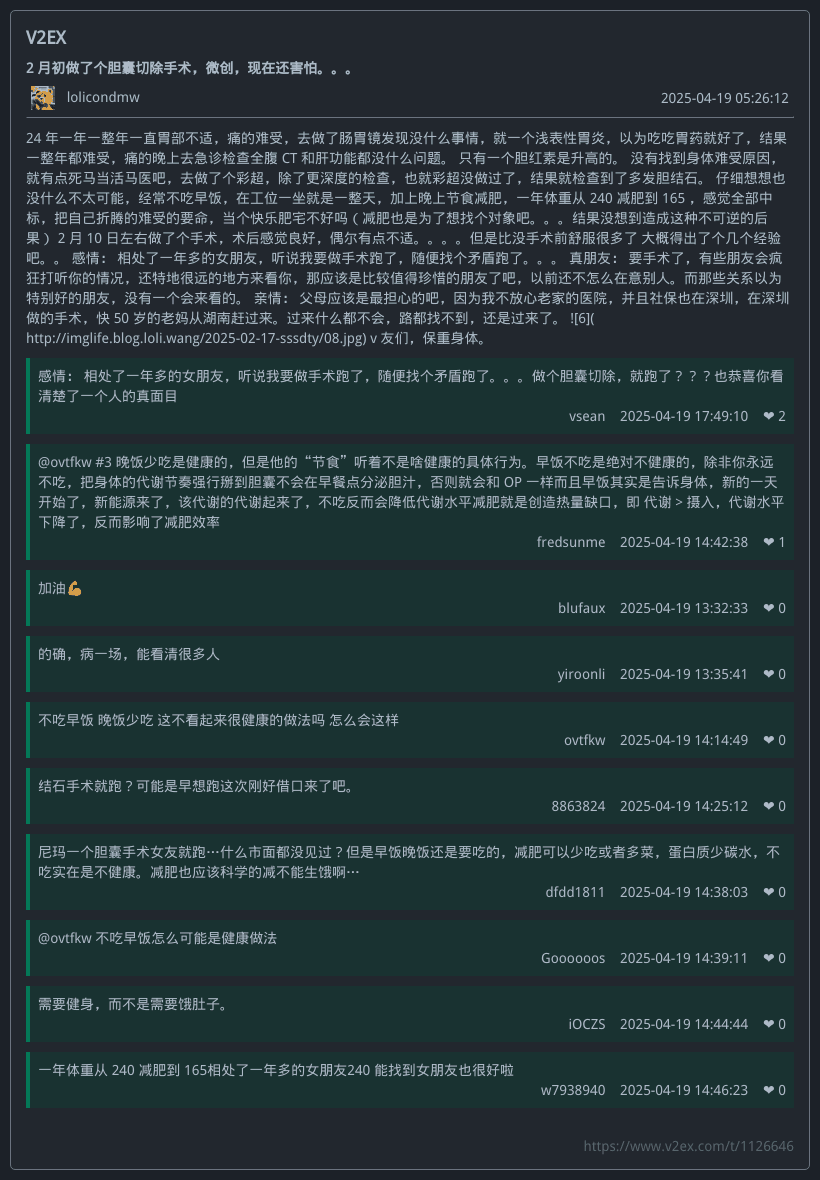 V2EX
2 月初做了个胆囊切除手术，微创，现在还害怕。。。
lolicondmw 2025-04-19 05:26:12
24 年一年一整年一直胃部不适，痛的难受，去做了肠胃镜发现没什么事情，就一个浅表性胃炎，以为吃吃胃药就好了，结果
一整年都难受，痛的晚上去急诊检查全腹 CT 和肝功能都没什么问题。 只有一个胆红素是升高的。 没有找到身体难受原因，
就有点死马当活马医吧，去做了个彩超，除了更深度的检查，也就彩超没做过了，结果就检查到了多发胆结石。 仔细想想也
没什么不太可能，经常不吃早饭，在工位一坐就是一整天，加上晚上节食减肥，一年体重从 240 减肥到 165 ，感觉全部中
标，把自己折腾的难受的要命，当个快乐肥宅不好吗（ 减肥也是为了想找个对象吧。。。结果没想到造成这种不可逆的后
果 ） 2 月 10 日左右做了个手术，术后感觉良好，偶尔有点不适。。。。但是比没手术前舒服很多了 大概得出了个几个经验
吧。。 感情: 相处了一年多的女朋友，听说我要做手术跑了，随便找个矛盾跑了。。。 真朋友: 要手术了，有些朋友会疯
狂打听你的情况，还特地很远的地方来看你，那应该是比较值得珍惜的朋友了吧，以前还不怎么在意别人。而那些关系以为
特别好的朋友，没有一个会来看的。 亲情: 父母应该是最担心的吧，因为我不放心老家的医院，并且社保也在深圳，在深圳
做的手术，快 50 岁的老妈从湖南赶过来。过来什么都不会，路都找不到，还是过来了。 ![6](
http://imglife.blog.loli.wang/2025-02-17-sssdty/08.jpg) v 友们，保重身体。
感情: 相处了一年多的女朋友，听说我要做手术跑了，随便找个矛盾跑了。。。做个胆囊切除，就跑了？？？也恭喜你看
清楚了一个人的真面目
vsean 2025-04-19 17:49:10 ❤ 2
@ovtfkw #3 晚饭少吃是健康的，但是他的“节食”听着不是啥健康的具体行为。早饭不吃是绝对不健康的，除非你永远
不吃，把身体的代谢节奏强行掰到胆囊不会在早餐点分泌胆汁，否则就会和 OP 一样而且早饭其实是告诉身体，新的一天
开始了，新能源来了，该代谢的代谢起来了，不吃反而会降低代谢水平减肥就是创造热量缺口，即 代谢 > 摄入，代谢水平
下降了，反而影响了减肥效率
fredsunme 2025-04-19 14:42:38 ❤ 1
加油💪
blufaux 2025-04-19 13:32:33 ❤ 0
的确，病一场，能看清很多人
yiroonli 2025-04-19 13:35:41 ❤ 0
不吃早饭 晚饭少吃 这不看起来很健康的做法吗 怎么会这样
ovtfkw 2025-04-19 14:14:49 ❤ 0
结石手术就跑？可能是早想跑这次刚好借口来了吧。
8863824 2025-04-19 14:25:12 ❤ 0
尼玛一个胆囊手术女友就跑…什么市面都没见过？但是早饭晚饭还是要吃的，减肥可以少吃或者多菜，蛋白质少碳水，不
吃实在是不健康。减肥也应该科学的减不能生饿啊…
dfdd1811 2025-04-19 14:38:03 ❤ 0
@ovtfkw 不吃早饭怎么可能是健康做法
Goooooos 2025-04-19 14:39:11 ❤ 0
需要健身，而不是需要饿肚子。
iOCZS 2025-04-19 14:44:44 ❤ 0
一年体重从 240 减肥到 165相处了一年多的女朋友240 能找到女朋友也很好啦
w7938940 2025-04-19 14:46:23 ❤ 0
https://www.v2ex.com/t/1126646